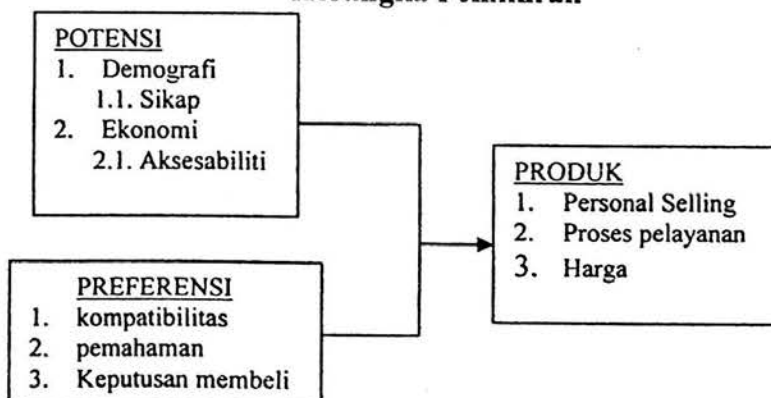 POTENSI
1. Demografi
1.1. Sikap
2. Ekonomi
2.1. Aksesabiliti
PREFERENSI
1. kompatibilitas
2. pemahaman
3. Keputusan membeli
PRODUK
1. Personal Selling
2. Proses pelayanan
3. Harga